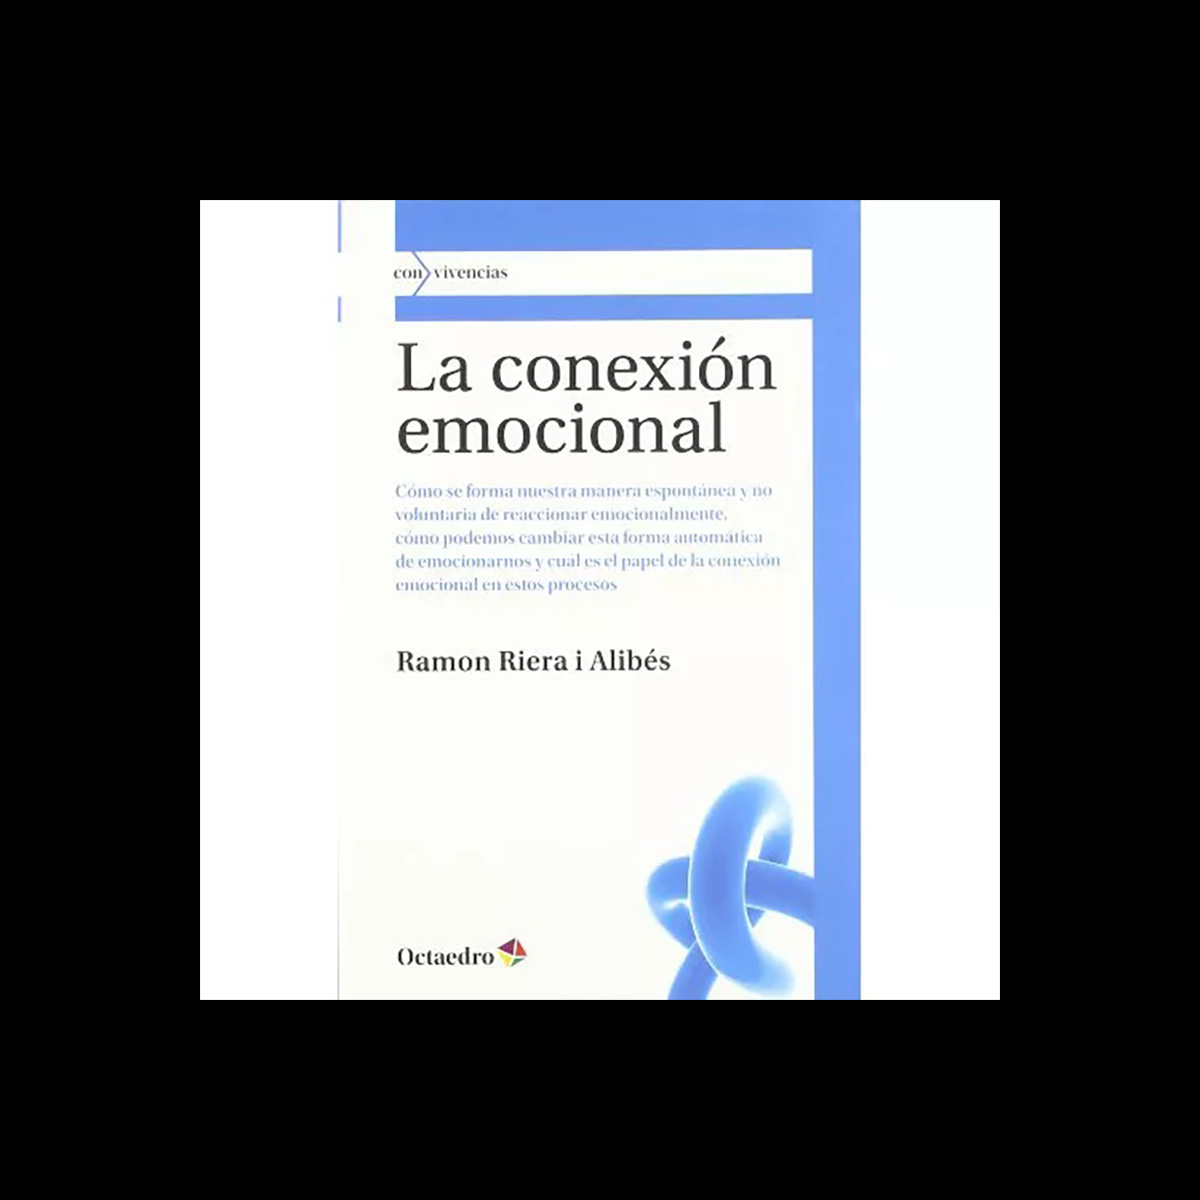 con vivencias
La conexión
emocional
Cómo se forma nuestra manera espontánea y no
voluntaria de reaccionar emocionalmente,
cómo podemos cambiar esta forma automática
de emocionarnos y cuál es el papel de la conexión
emocional en estos procesos
Ramon Riera i Alibés
Octaedro